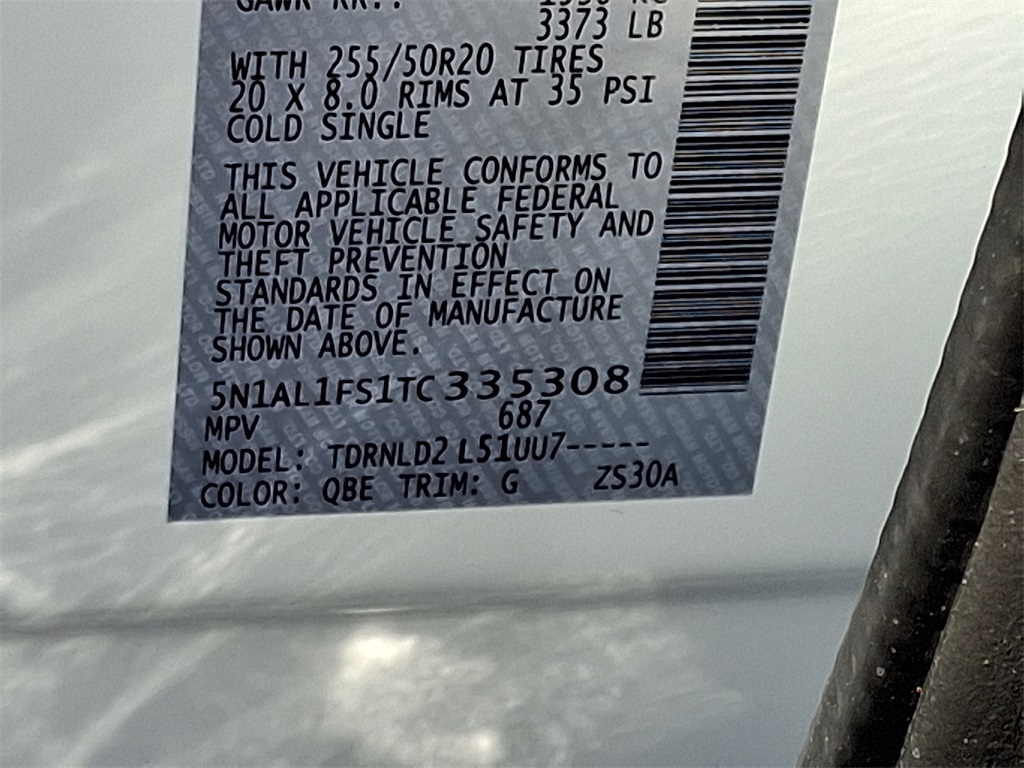 GAWR RR.:
3373 LB
WITH 255/50R20 TIRES
20 X 8.0 RIMS AT 35 PSI
COLD SINGLE
THIS VEHICLE CONFORMS TO
ALL APPLICABLE FEDERAL
MOTOR VEHICLE SAFETY AND
THEFT PREVENTION
STANDARDS IN EFFECT ON
THE DATE OF MANUFACTURE
SHOWN ABOVE.
5N1AL1FS1TC335308
MPV 687
MODEL: TDRNLD2 L51UU7-----
COLOR: QBE TRIM: G ZS30A